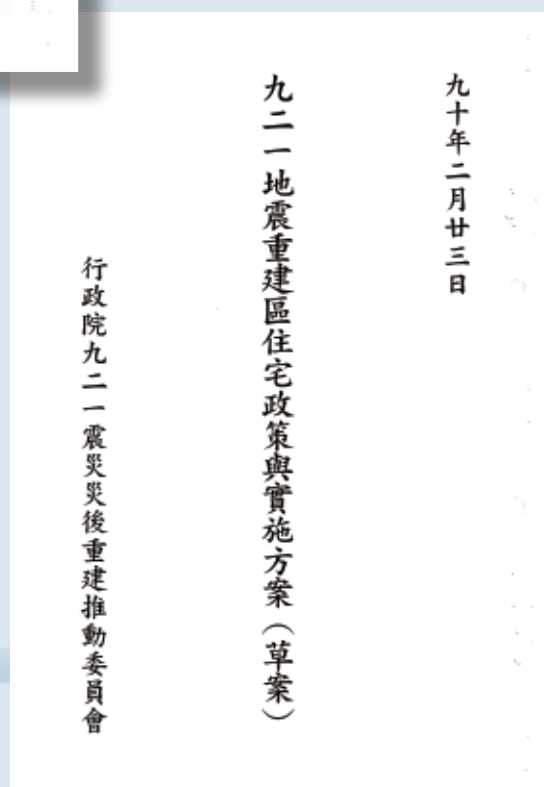 九十年二月廿三日
九二一地震重建區住宅政策與實施方案（草案）
行政院九二一震災災後重建推動委員會